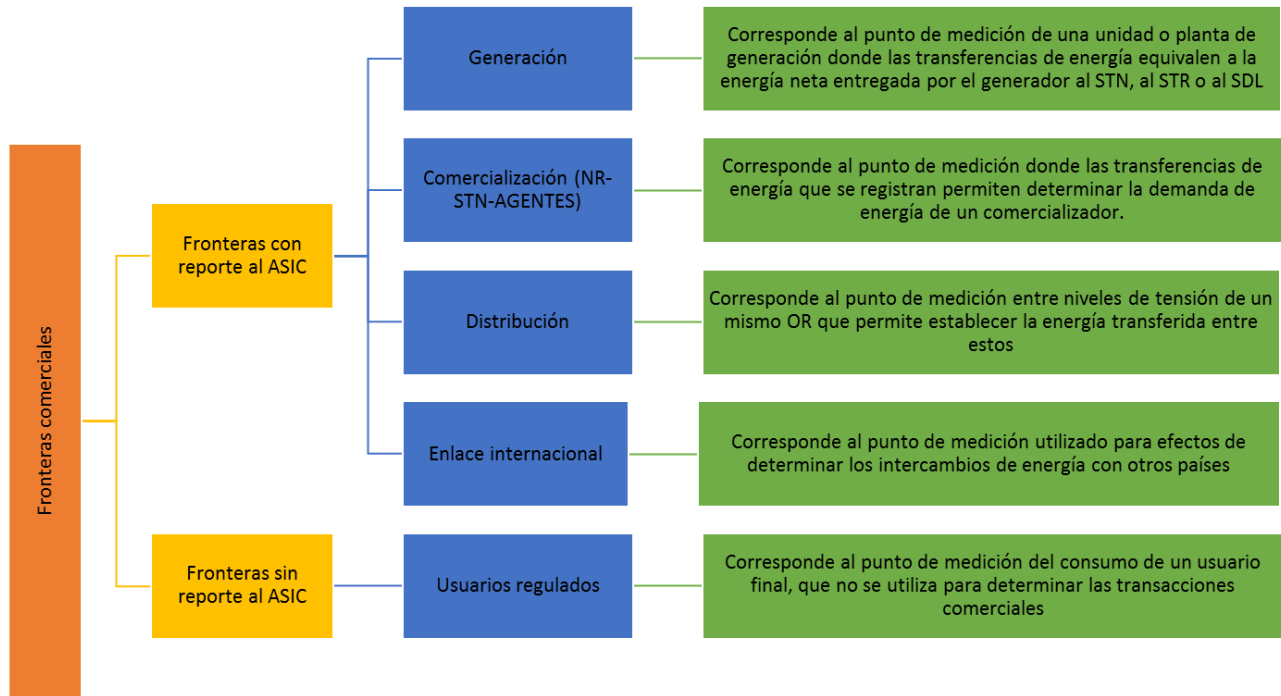 Fronteras comerciales
Fronteras con
reporte al ASIC
Generación
Corresponde al punto de medición de una unidad o planta de
generación donde las transferencias de energía equivalen a la
energía neta entregada por el generador al STN, al STR o al SDL
Comercialización (NR-
STN-AGENTES)
Corresponde al punto de medición donde las transferencias de
energía que se registran permiten determinar la demanda de
energía de un comercializador.
Distribución
Corresponde al punto de medición entre niveles de tensión de un
mismo OR que permite establecer la energía transferida entre
estos
Enlace internacional
Corresponde al punto de medición utilizado para efectos de
determinar los intercambios de energía con otros países
Fronteras sin
reporte al ASIC
Usuarios regulados
Corresponde al punto de medición del consumo de un usuario
final, que no se utiliza para determinar las transacciones
comerciales